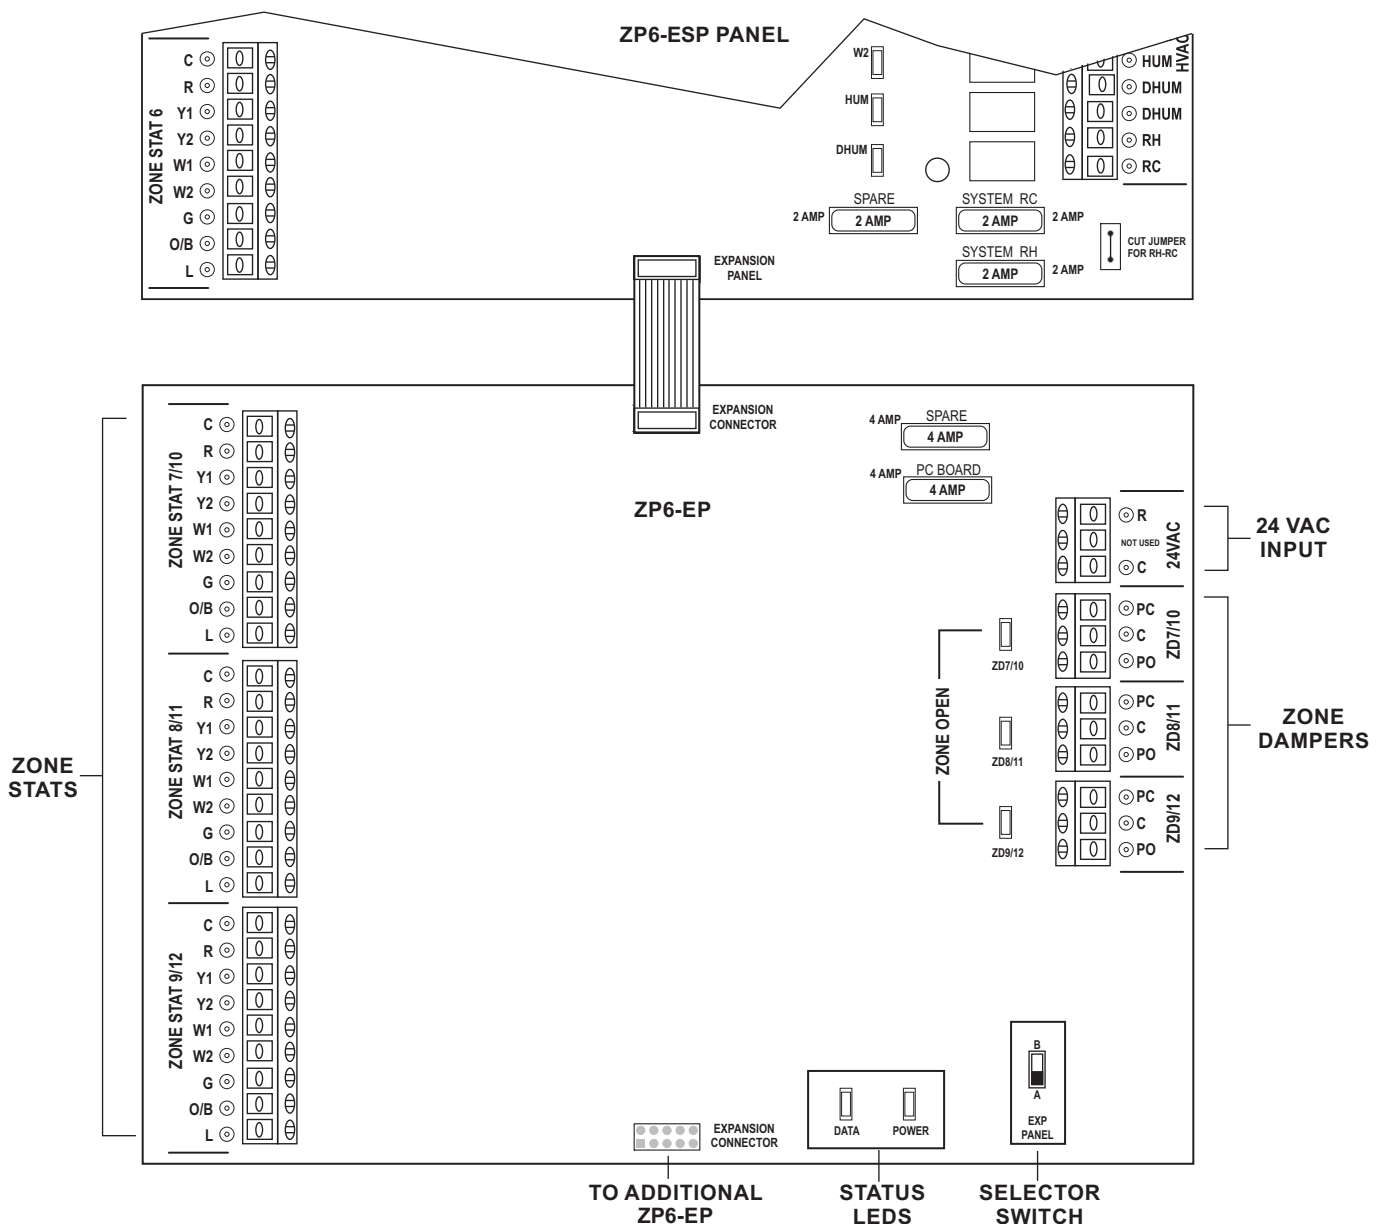 ZP6-ESP PANEL
ZONE STAT 6
C
R
Y1
Y2
W1
W2
G
O/B
L
W2
HUM
DHUM
HVAC
HUM
DHUM
DHUM
RH
RC
SPARE
2 AMP
2 AMP
SYSTEM RC
2 AMP
2 AMP
SYSTEM RH
2 AMP
2 AMP
CUT JUMPER
FOR RH-RC
EXPANSION
PANEL
EXPANSION
CONNECTOR
ZP6-EP
4 AMP
SPARE
4 AMP
4 AMP
PC BOARD
4 AMP
ZONE
STATS
ZONE STAT 7/10
C
R
Y1
Y2
W1
W2
G
O/B
L
ZONE STAT 8/11
C
R
Y1
Y2
W1
W2
G
O/B
L
ZONE STAT 9/12
C
R
Y1
Y2
W1
W2
G
O/B
L
R
NOT USED
C
24VAC
24 VAC
INPUT
ZONE OPEN
ZD7/10
ZD8/11
ZD9/12
PC
C
PO
ZD7/10
PC
C
PO
ZD8/11
PC
C
PO
ZD9/12
ZONE
DAMPERS
EXPANSION
CONNECTOR
TO ADDITIONAL
ZP6-EP
DATA
POWER
STATUS
LEDS
B
A
EXP
PANEL
SELECTOR
SWITCH